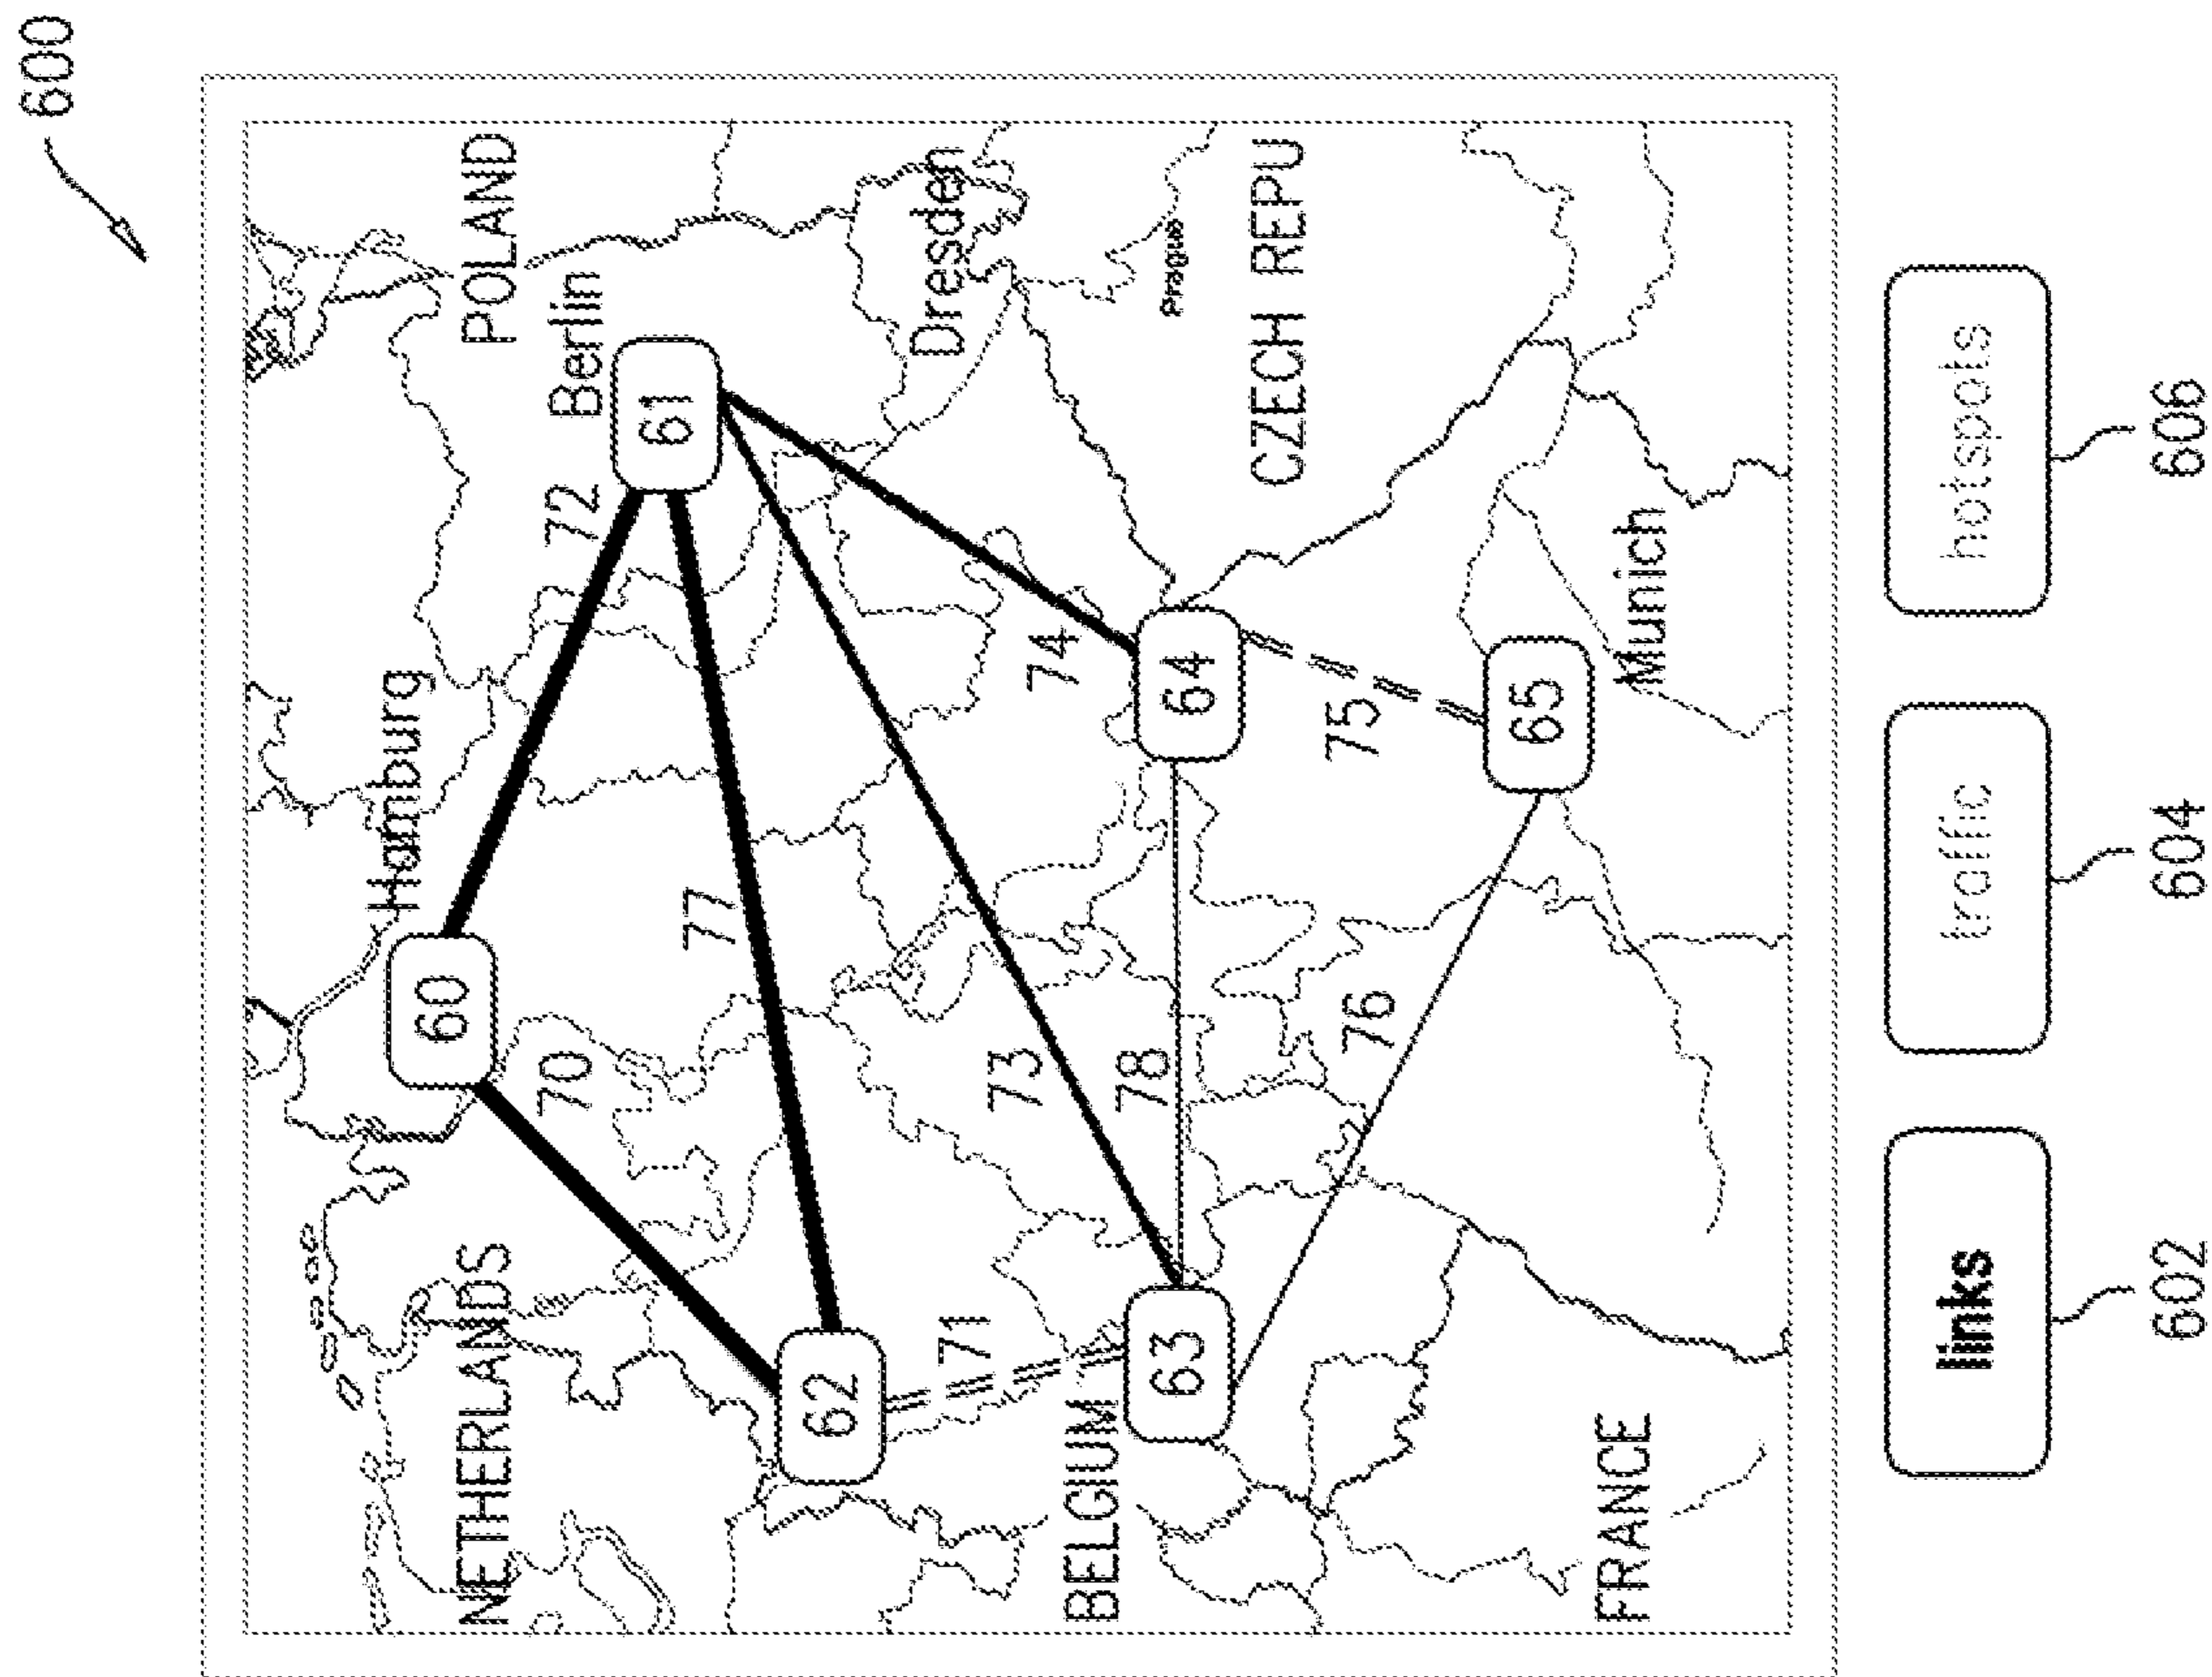 600
POLAND
Hamburg
Berlin
NETHERLANDS
60
72
61
70
77
62
Dresden
71
73
74
Prague
BELGIUM
63
78
64
CZECH REPU
76
75
65
Munich
FRANCE
links
traffic
hotspots
602
604
606